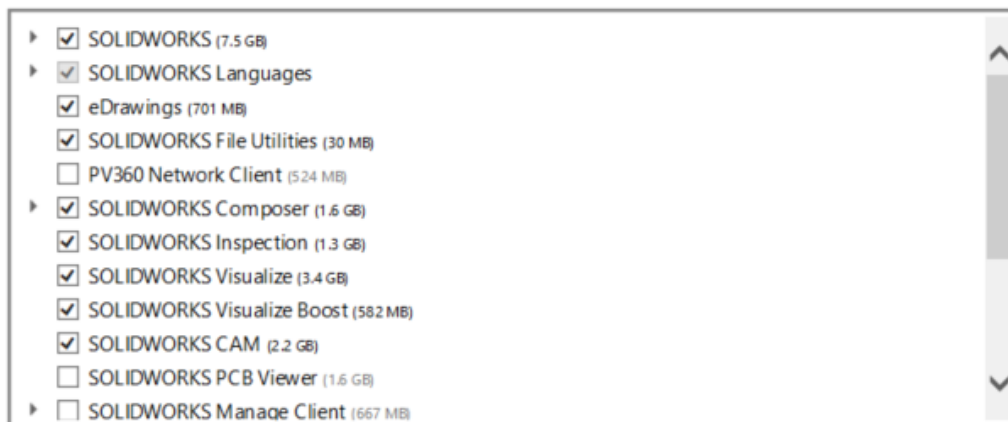 SOLIDWORKS (7.5 GB)
SOLIDWORKS Languages
eDrawings (701 MB)
SOLIDWORKS File Utilities (30 MB)
PV360 Network Client (524 MB)
SOLIDWORKS Composer (1.6 GB)
SOLIDWORKS Inspection (1.3 GB)
SOLIDWORKS Visualize (3.4 GB)
SOLIDWORKS Visualize Boost (582 MB)
SOLIDWORKS CAM (2.2 GB)
SOLIDWORKS PCB Viewer (1.6 GB)
SOLIDWORKS Manage Client (667 MB)